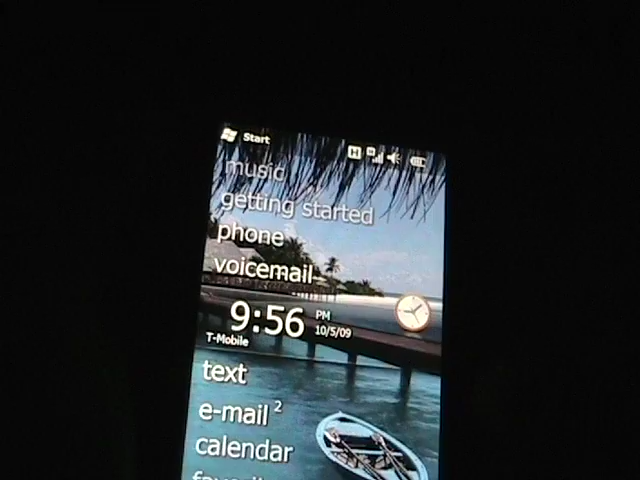 Start
H
music
getting started
phone
voicemail
9:56 PM
10/5/09
T-Mobile
text
e-mail 2
calendar